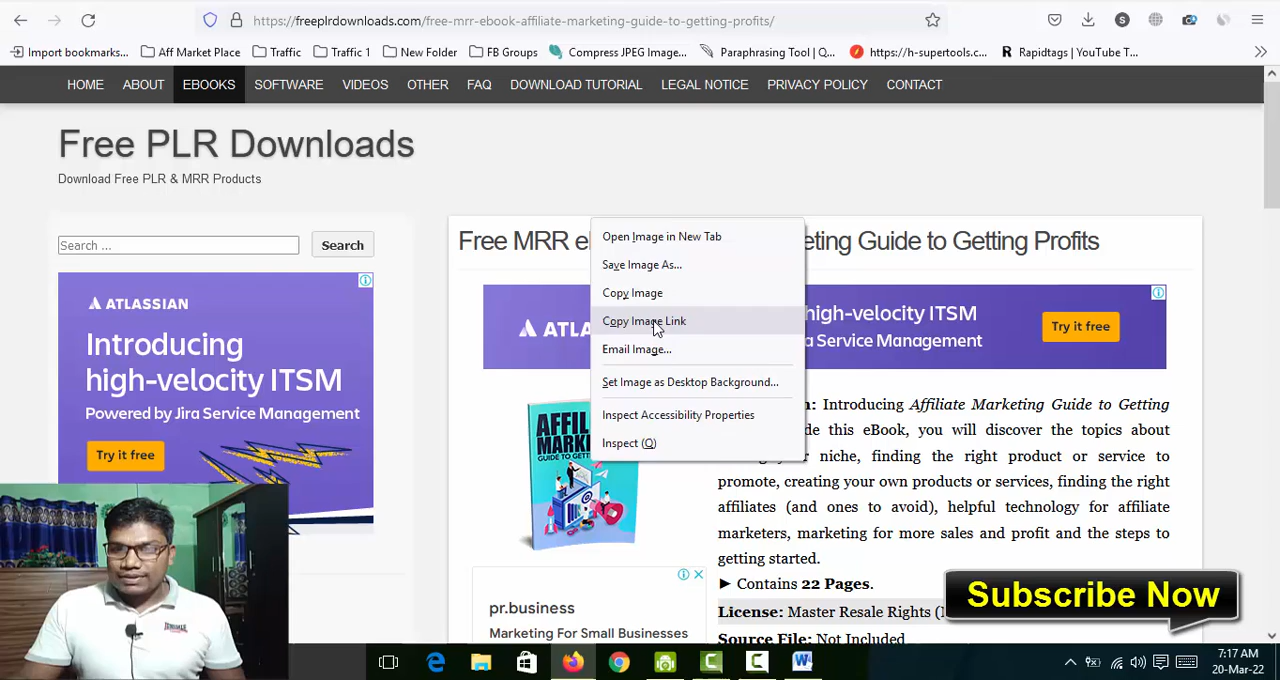 https://freeplrdownloads.com/free-mrr-ebook-affiliate-marketing-guide-to-getting-profits/
Import bookmarks... Aff Market Place Traffic Traffic 1 New Folder FB Groups Compress JPEG Image... Paraphrasing Tool | Q... https://h-supertools.c... Rapidtags | YouTube T...
HOME ABOUT EBOOKS SOFTWARE VIDEOS OTHER FAQ DOWNLOAD TUTORIAL LEGAL NOTICE PRIVACY POLICY CONTACT
Free PLR Downloads
Download Free PLR & MRR Products
Search ... Search
ATLASSIAN
Introducing
high-velocity ITSM
Powered by Jira Service Management
Try it free
Free MRR eting Guide to Getting Profits
Open Image in New Tab
Save Image As...
Copy Image
Copy Image Link
Email Image...
Set Image as Desktop Background...
Inspect Accessibility Properties
Inspect (Q)
high-velocity ITSM
Jira Service Management
Try it free
AFFIL
MARK
GUIDE TO GET
: Introducing Affiliate Marketing Guide to Getting
de this eBook, you will discover the topics about
your niche, finding the right product or service to
promote, creating your own products or services, finding the right
affiliates (and ones to avoid), helpful technology for affiliate
marketers, marketing for more sales and profit and the steps to
getting started.
► Contains 22 Pages.
License: Master Resale Rights (
Source File: Not Included
pr.business
Marketing For Small Businesses
Subscribe Now
7:17 AM
20-Mar-22